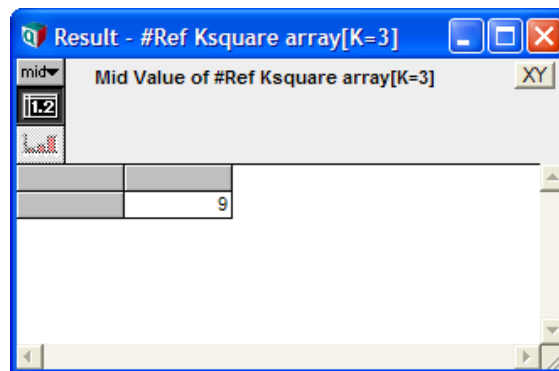 Result - #Ref Ksquare array[K=3]
mid
Mid Value of #Ref Ksquare array[K=3]
XY
1.2
9